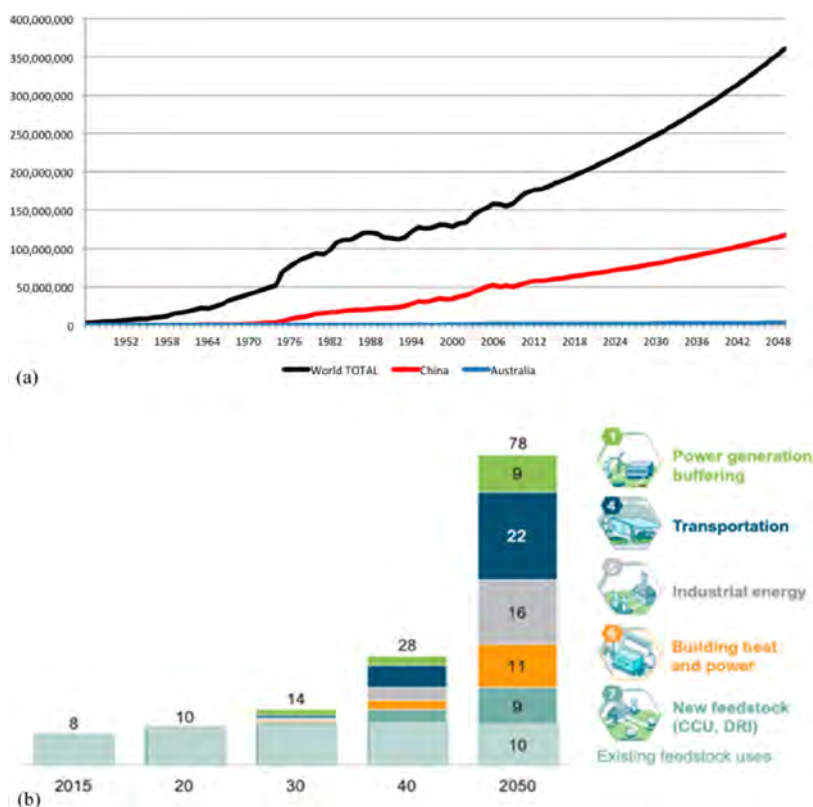 400,000,000
350,000,000
300,000,000
250,000,000
200,000,000
150,000,000
100,000,000
50,000,000
0
1952 1958 1964 1970 1976 1982 1988 1994 2000 2006 2012 2018 2024 2030 2036 2042 2048
(a)
World TOTAL China Australia
78
9
22
16
11
9
10
28
14
10
8
2015 20 30 40 2050
(b)
1
Power generation
buffering
4
Transportation
Industrial energy
6
Building heat
and power
7
New feedstock
(CCU, DRI)
Existing feedstock uses